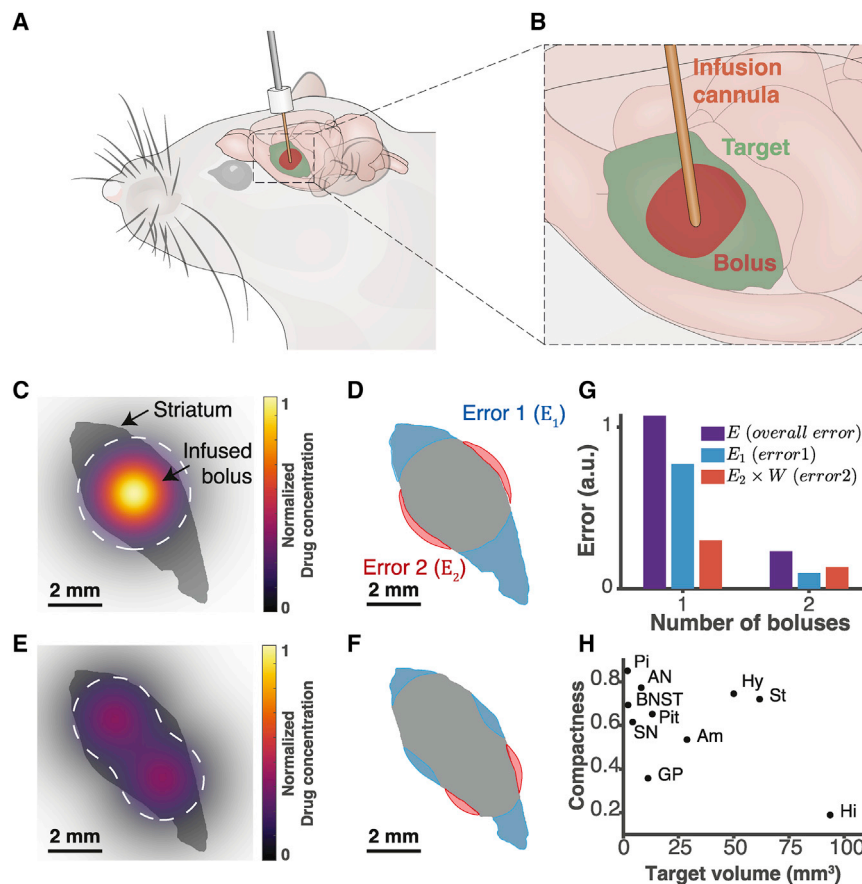 A
B
Infusion
cannula
Target
Bolus
C
Striatum
Infused
bolus
2 mm
1
0
Normalized
Drug concentration
D
Error 1 (E₁)
Error 2 (E₂)
2 mm
G
1
0
Error (a.u.)
E (overall error)
E₁ (error1)
E₂ × W (error2)
1
2
Number of boluses
E
2 mm
1
0
Normalized
Drug concentration
F
2 mm
H
0.8
0.6
0.4
0.2
Compactness
Pi
AN
BNST
Pit
SN
Hy
St
Am
GP
Hi
0
25
50
75
100
Target volume (mm³)